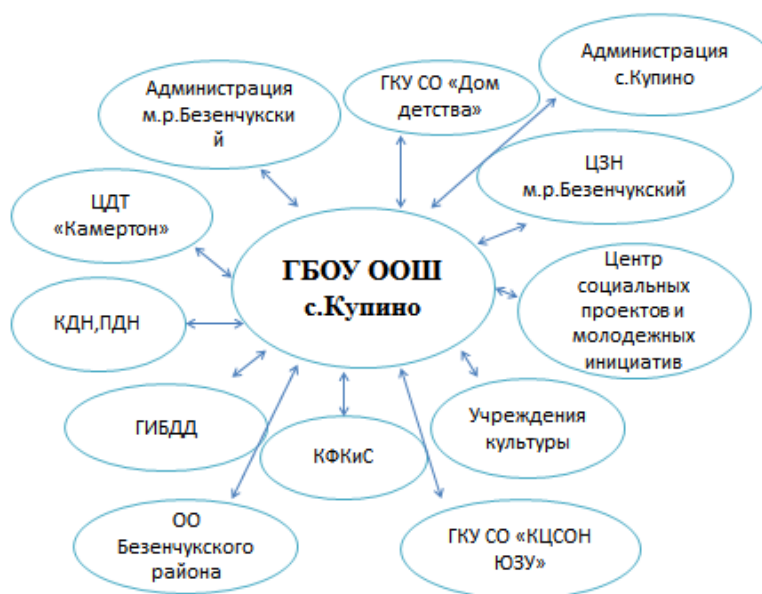 Администрация
с.Купино
Администрация
м.р.Безенчукски
й
ГКУ СО «Дом
детства»
ЦЗН
м.р.Безенчукский
ЦДТ
«Камертон»
ГБОУ ООШ
с.Купино
Центр
социальных
проектов и
молодежных
инициатив
КДН,ПДН
ГИБДД
КФКиС
Учреждения
культуры
ОО
Безенчукского
района
ГКУ СО «КЦСОН
ЮЗУ»